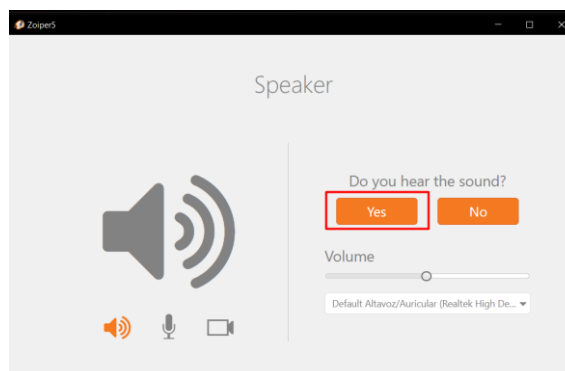 Zoiper5
Speaker
Do you hear the sound?
Yes
No
Volume
Default Altavoz/Auricular (Realtek High De...